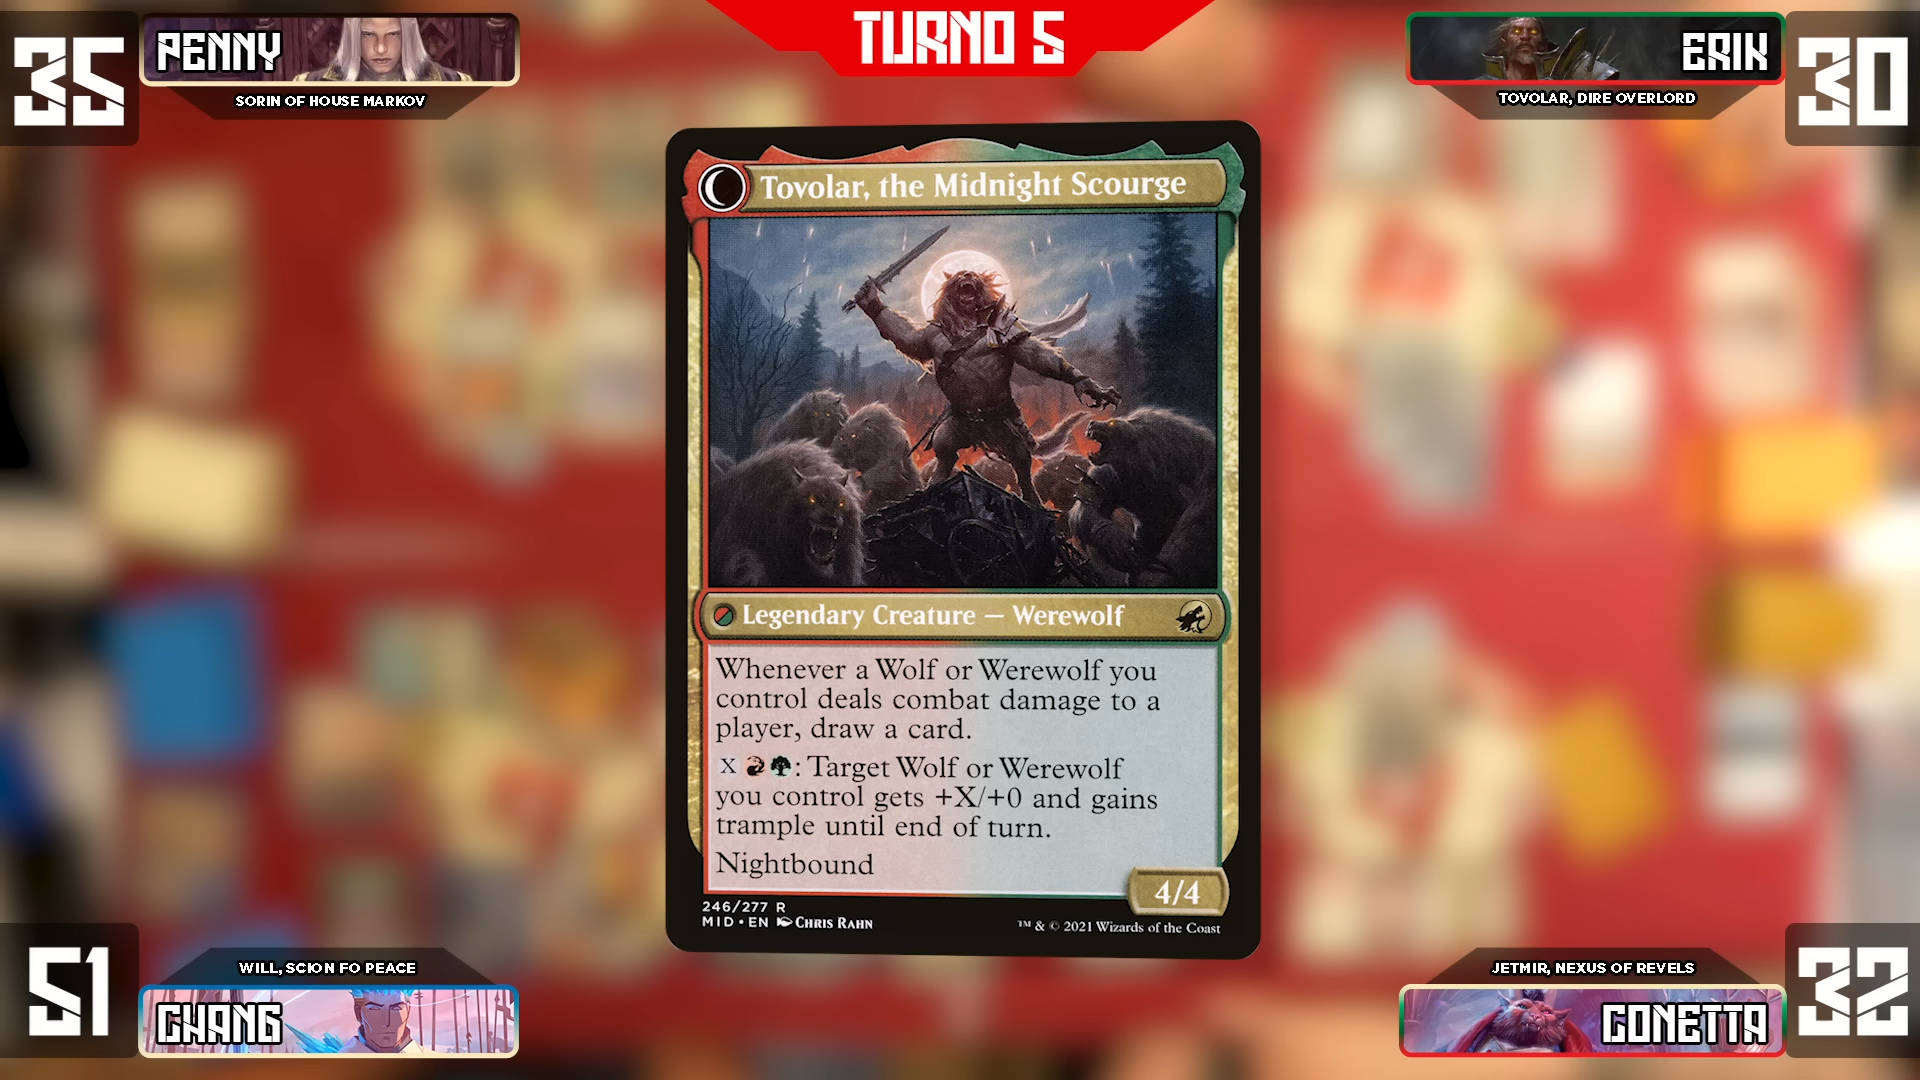 35
PENNY
SORIN OF HOUSE MARKOV
TURNO 5
ERIK
30
TOVOLAR, DIRE OVERLORD
Tovolar, the Midnight Scourge
Legendary Creature — Werewolf
Whenever a Wolf or Werewolf you
control deals combat damage to a
player, draw a card.
X : Target Wolf or Werewolf
you control gets +X/+0 and gains
trample until end of turn.
Nightbound
4/4
246/277 R
MID • EN Chris Rahn
™ & © 2021 Wizards of the Coast
51
WILL, SCION FO PEACE
CHANG
JETMIR, NEXUS OF REVELS
GONETTA
32